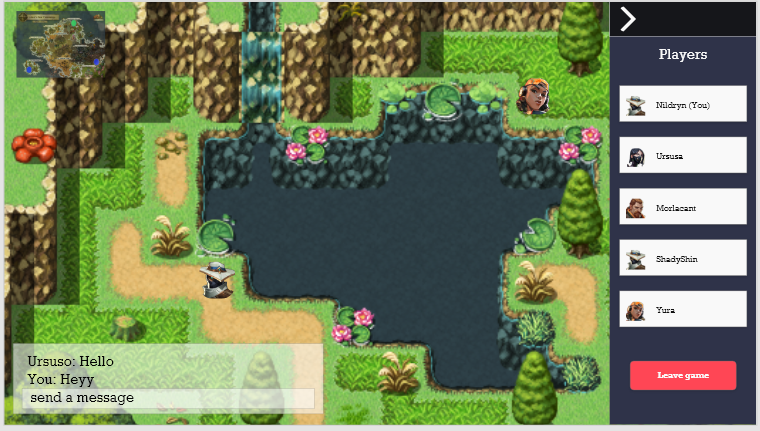 Players
Nildryn (You)
Ursusa
Morlacant
ShadyShin
Yura
Leave game
Ursuso: Hello
You: Heyy
send a message